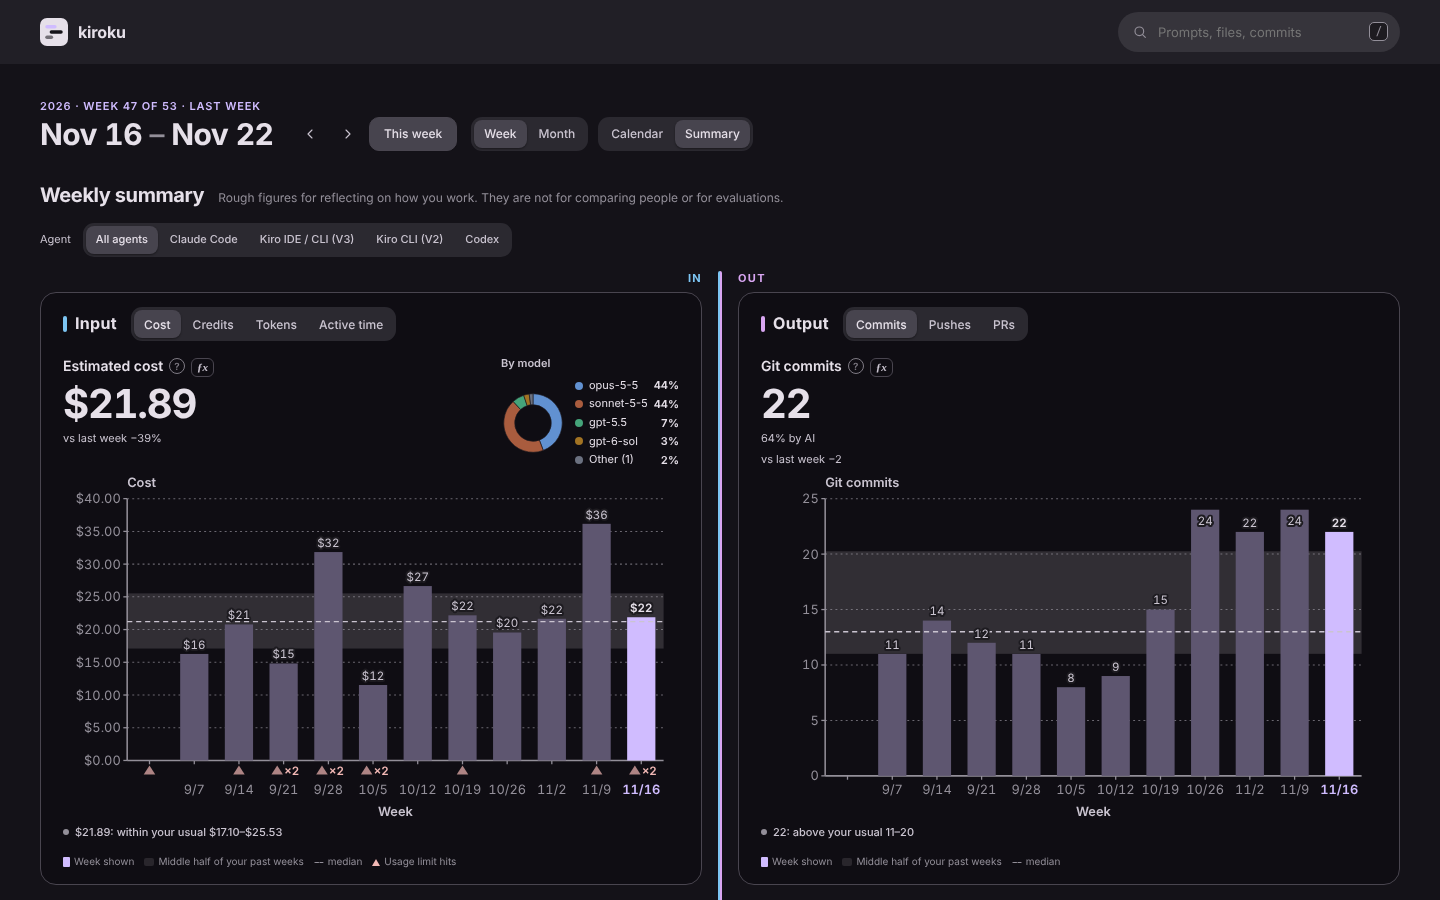 kiroku
Prompts, files, commits
/
2026 · WEEK 47 OF 53 · LAST WEEK
Nov 16 – Nov 22
‹ › This week Week Month Calendar Summary
Weekly summary Rough figures for reflecting on how you work. They are not for comparing people or for evaluations.
Agent All agents Claude Code Kiro IDE / CLI (V3) Kiro CLI (V2) Codex
IN
OUT
Input Cost Credits Tokens Active time
Estimated cost ? ƒx
$21.89
vs last week −39%
By model
opus-5-5 44%
sonnet-5-5 44%
gpt-5.5 7%
gpt-6-sol 3%
Other (1) 2%
Cost
$40.00
$35.00
$30.00
$25.00
$20.00
$15.00
$10.00
$5.00
$0.00
$16 $21 $15 $32 $12 $27 $22 $20 $22 $36 $22
×2 ×2 ×2 ×2
9/7 9/14 9/21 9/28 10/5 10/12 10/19 10/26 11/2 11/9 11/16
Week
$21.89: within your usual $17.10–$25.53
Week shown Middle half of your past weeks median Usage limit hits
Output Commits Pushes PRs
Git commits ? ƒx
22
64% by AI
vs last week −2
Git commits
25
20
15
10
5
0
11 14 12 11 8 9 15 24 22 24 22
9/7 9/14 9/21 9/28 10/5 10/12 10/19 10/26 11/2 11/9 11/16
Week
22: above your usual 11–20
Week shown Middle half of your past weeks median